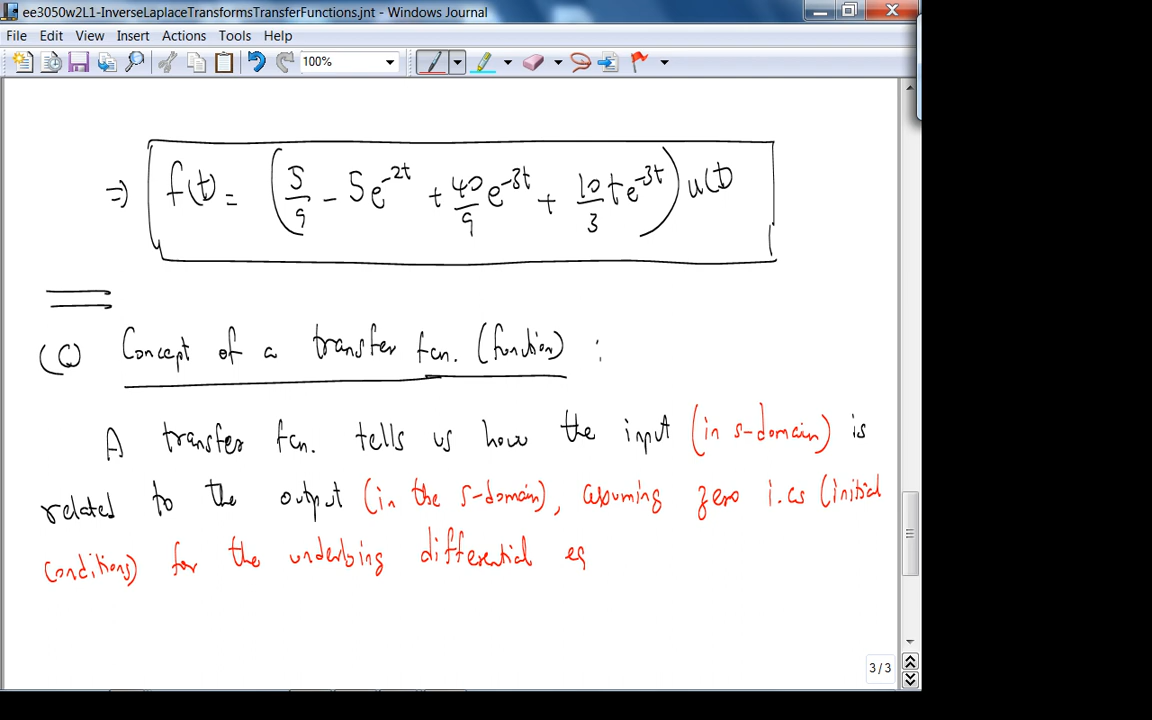 ee3050w2L1-InverseLaplaceTransformsTransferFunctions.jnt - Windows Journal
File Edit View Insert Actions Tools Help
100%
⇒ f(t) = (5/9 - 5e^-2t + 40/9 e^-3t + 10/3 te^-3t) u(t)
(C) Concept of a transfer fcn. (function) :
A transfer fcn. tells us how the input (in s-domain) is
related to the output (in the s-domain), assuming zero i.cs (initial
conditions) for the underlying differential eq
3 / 3